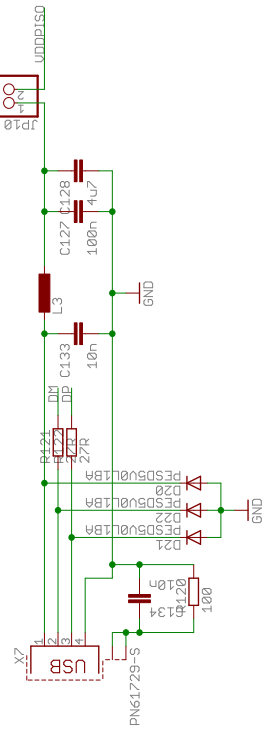 VDDPISO
2
1
JP10
C128
4u7
C127
100n
GND
L3
C133
10n
DM
DP
R121
R122
27R
27R
PESD5V0L1BA
D20
PESD5V0L1BA
D22
GND
PESD5V0L1BA
D21
10n
C134
R120
100
1
2
3
4
X7
USB
PN61729-S